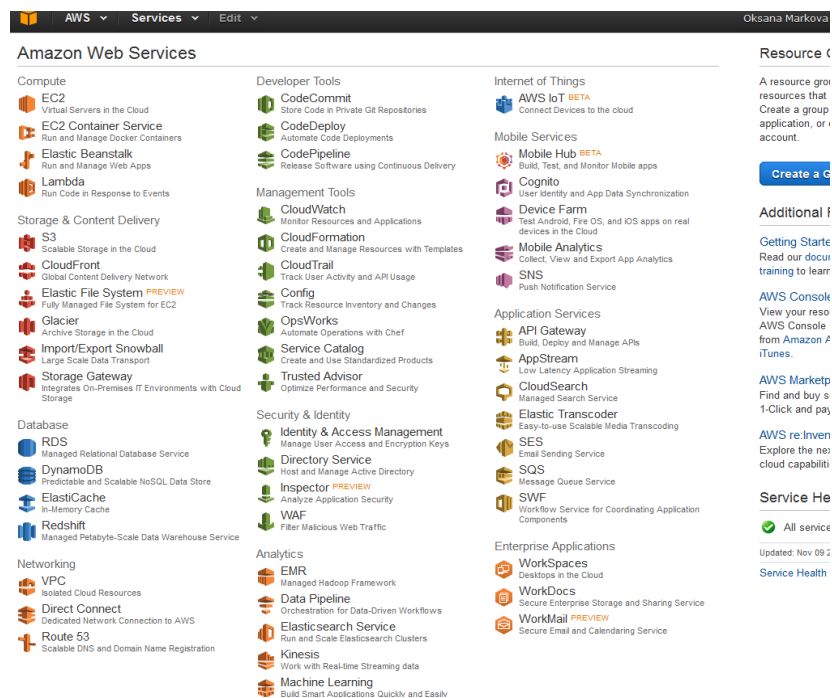 AWS Services Edit Oksana Markova
Amazon Web Services
Compute
EC2
Virtual Servers in the Cloud
EC2 Container Service
Run and Manage Docker Containers
Elastic Beanstalk
Run and Manage Web Apps
Lambda
Run Code in Response to Events
Storage & Content Delivery
S3
Scalable Storage in the Cloud
CloudFront
Global Content Delivery Network
Elastic File System PREVIEW
Fully Managed File System for EC2
Glacier
Archive Storage in the Cloud
Import/Export Snowball
Large Scale Data Transport
Storage Gateway
Integrates On-Premises IT Environments with Cloud
Storage
Database
RDS
Managed Relational Database Service
DynamoDB
Predictable and Scalable NoSQL Data Store
ElastiCache
In-Memory Cache
Redshift
Managed Petabyte-Scale Data Warehouse Service
Networking
VPC
Isolated Cloud Resources
Direct Connect
Dedicated Network Connection to AWS
Route 53
Scalable DNS and Domain Name Registration
Developer Tools
CodeCommit
Store Code in Private Git Repositories
CodeDeploy
Automate Code Deployments
CodePipeline
Release Software using Continuous Delivery
Management Tools
CloudWatch
Monitor Resources and Applications
CloudFormation
Create and Manage Resources with Templates
CloudTrail
Track User Activity and API Usage
Config
Track Resource Inventory and Changes
OpsWorks
Automate Operations with Chef
Service Catalog
Create and Use Standardized Products
Trusted Advisor
Optimize Performance and Security
Security & Identity
Identity & Access Management
Manage User Access and Encryption Keys
Directory Service
Host and Manage Active Directory
Inspector PREVIEW
Analyze Application Security
WAF
Filter Malicious Web Traffic
Analytics
EMR
Managed Hadoop Framework
Data Pipeline
Orchestration for Data-Driven Workflows
Elasticsearch Service
Run and Scale Elasticsearch Clusters
Kinesis
Work with Real-time Streaming data
Machine Learning
Build Smart Applications Quickly and Easily
Internet of Things
AWS IoT BETA
Connect Devices to the cloud
Mobile Services
Mobile Hub BETA
Build, Test, and Monitor Mobile apps
Cognito
User Identity and App Data Synchronization
Device Farm
Test Android, Fire OS, and iOS apps on real
devices in the Cloud
Mobile Analytics
Collect, View and Export App Analytics
SNS
Push Notification Service
Application Services
API Gateway
Build, Deploy and Manage APIs
AppStream
Low Latency Application Streaming
CloudSearch
Managed Search Service
Elastic Transcoder
Easy-to-use Scalable Media Transcoding
SES
Email Sending Service
SQS
Message Queue Service
SWF
Workflow Service for Coordinating Application
Components
Enterprise Applications
WorkSpaces
Desktops in the Cloud
WorkDocs
Secure Enterprise Storage and Sharing Service
WorkMail PREVIEW
Secure Email and Calendaring Service
Resource
A resource
resources that
Create a group
application, or
account.
Create a
Additional
Getting
Read our
training to learn
AWS Console
View your
AWS Console
from Amazon
iTunes.
AWS
Find and buy
1-Click and
AWS
Explore the
cloud
Service
All
Updated: Nov 09
Service Health